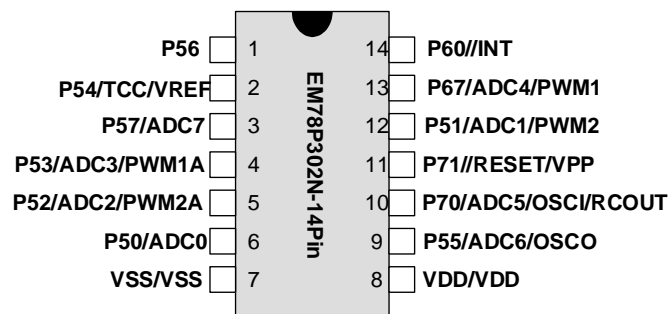 P56 1 14 P60//INT
P54/TCC/VREF 2 13 P67/ADC4/PWM1
P57/ADC7 3 12 P51/ADC1/PWM2
P53/ADC3/PWM1A 4 11 P71//RESET/VPP
P52/ADC2/PWM2A 5 10 P70/ADC5/OSCI/RCOUT
P50/ADC0 6 9 P55/ADC6/OSCO
VSS/VSS 7 8 VDD/VDD
EM78P302N-14Pin